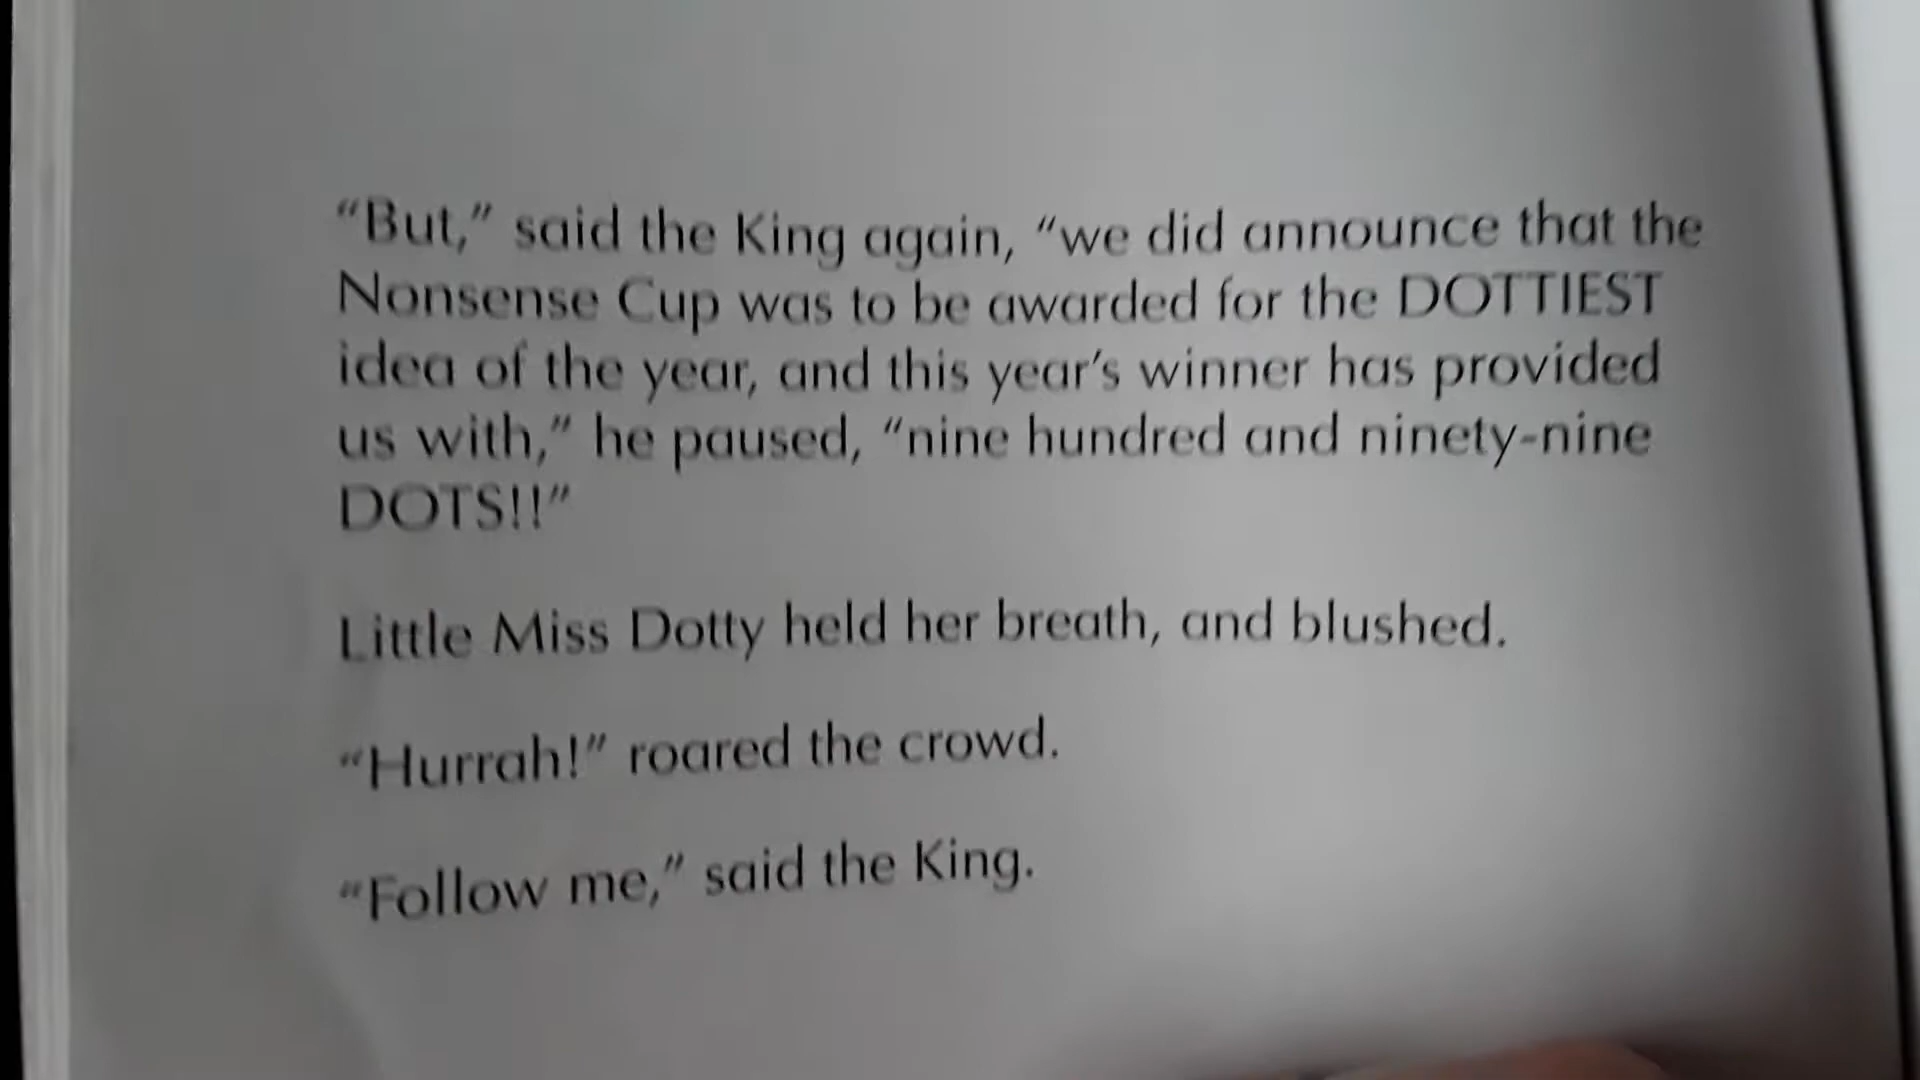 “But,” said the King again, “we did announce that the
Nonsense Cup was to be awarded for the DOTTIEST
idea of the year, and this year’s winner has provided
us with,” he paused, “nine hundred and ninety-nine
DOTS!!”
Little Miss Dotty held her breath, and blushed.
“Hurrah!” roared the crowd.
“Follow me,” said the King.